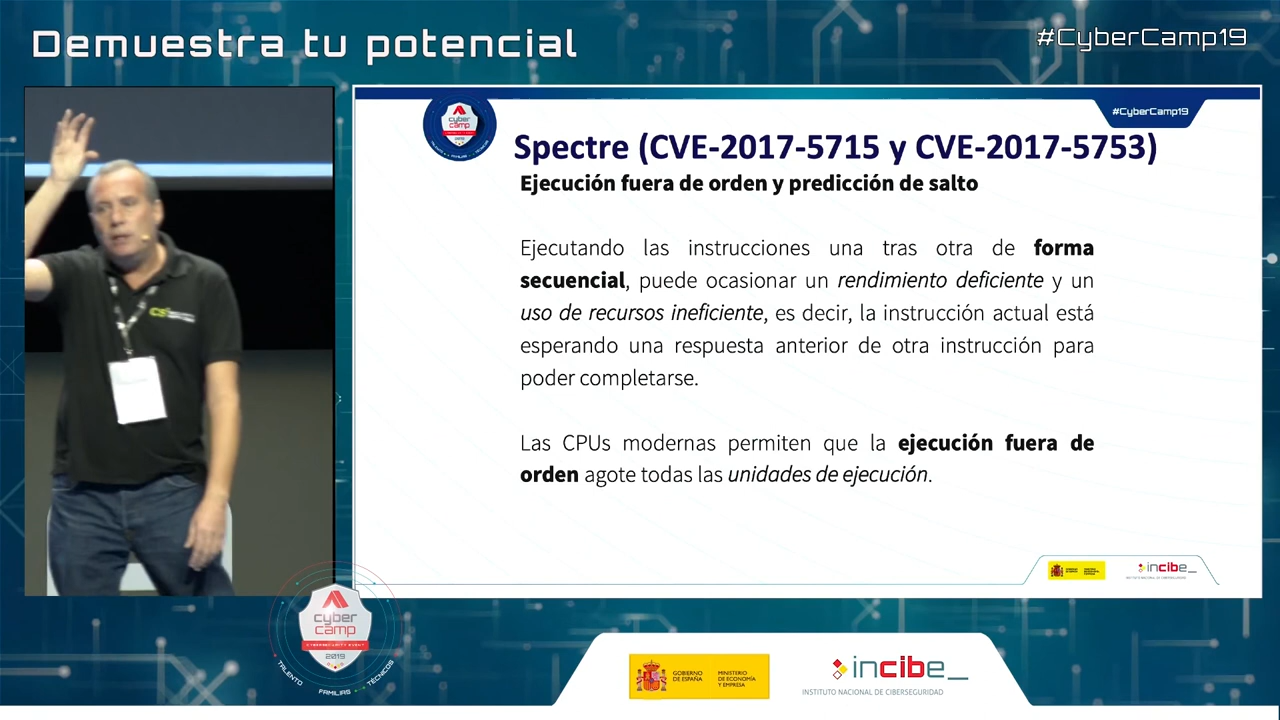 Demuestra tu potencial
#CyberCamp19
#CyberCamp19
cyber
camp
Spectre (CVE-2017-5715 y CVE-2017-5753)
Ejecución fuera de orden y predicción de salto
Ejecutando las instrucciones una tras otra de forma
secuencial, puede ocasionar un rendimiento deficiente y un
uso de recursos ineficiente, es decir, la instrucción actual está
esperando una respuesta anterior de otra instrucción para
poder completarse.
Las CPUs modernas permiten que la ejecución fuera de
orden agote todas las unidades de ejecución.
incibe_
cyber
camp
2019
TALENTO
FAMILIAS
TÉCNICOS
GOBIERNO
DE ESPAÑA
MINISTERIO
DE ECONOMÍA
Y EMPRESA
incibe_
INSTITUTO NACIONAL DE CIBERSEGURIDAD